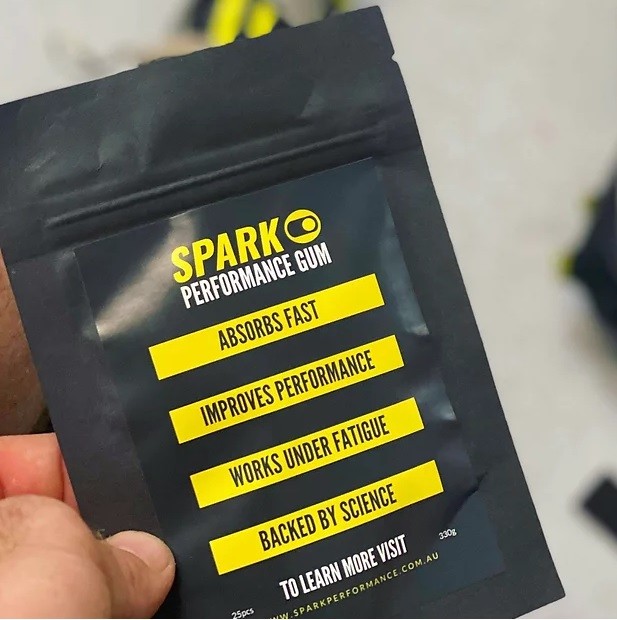 SPARK
PERFORMANCE GUM
ABSORBS FAST
IMPROVES PERFORMANCE
WORKS UNDER FATIGUE
BACKED BY SCIENCE
TO LEARN MORE VISIT
330g
25pcs
WW.SPARKPERFORMANCE.COM.AU